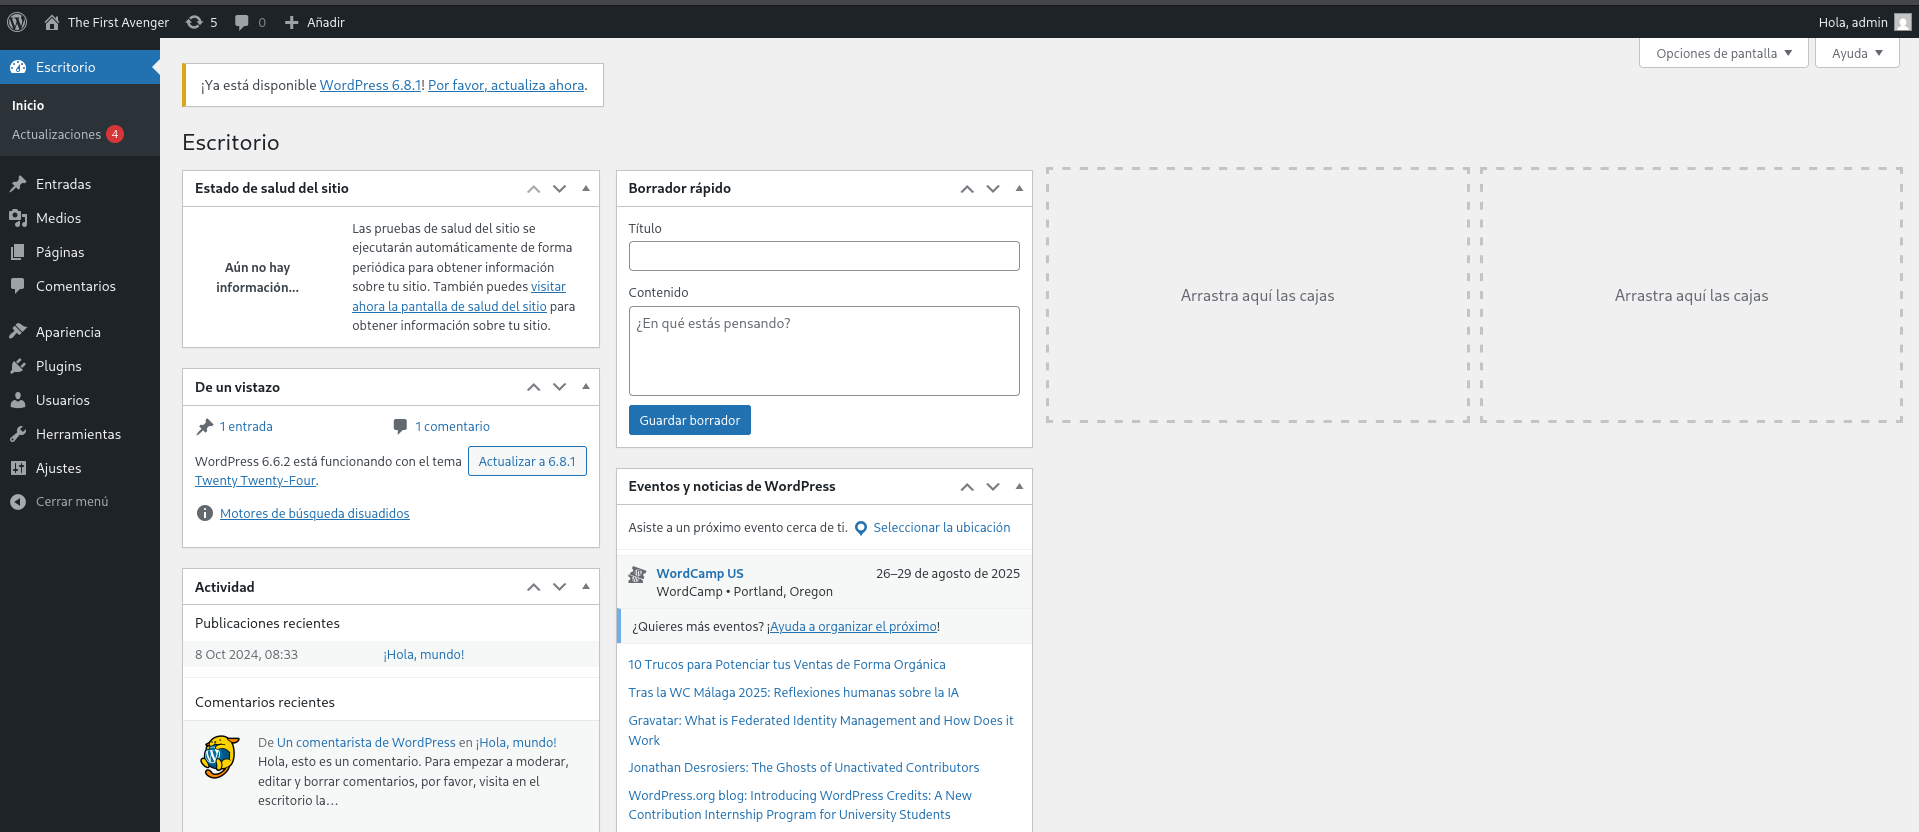 The First Avenger
5
0
Añadir
Hola, admin
Escritorio
Inicio
Actualizaciones 4
Entradas
Medios
Páginas
Comentarios
Apariencia
Plugins
Usuarios
Herramientas
Ajustes
Cerrar menú
Opciones de pantalla
Ayuda
¡Ya está disponible WordPress 6.8.1! Por favor, actualiza ahora.
Escritorio
Estado de salud del sitio
Aún no hay
información...
Las pruebas de salud del sitio se
ejecutarán automáticamente de forma
periódica para obtener información
sobre tu sitio. También puedes visitar
ahora la pantalla de salud del sitio para
obtener información sobre tu sitio.
De un vistazo
1 entrada
1 comentario
WordPress 6.6.2 está funcionando con el tema
Twenty Twenty-Four.
Actualizar a 6.8.1
Motores de búsqueda disuadidos
Actividad
Publicaciones recientes
8 Oct 2024, 08:33
¡Hola, mundo!
Comentarios recientes
De Un comentarista de WordPress en ¡Hola, mundo!
Hola, esto es un comentario. Para empezar a moderar,
editar y borrar comentarios, por favor, visita en el
escritorio la…
Borrador rápido
Título
Contenido
¿En qué estás pensando?
Guardar borrador
Eventos y noticias de WordPress
Asiste a un próximo evento cerca de ti.
Seleccionar la ubicación
WordCamp US
26–29 de agosto de 2025
WordCamp • Portland, Oregon
¿Quieres más eventos? ¡Ayuda a organizar el próximo!
10 Trucos para Potenciar tus Ventas de Forma Orgánica
Tras la WC Málaga 2025: Reflexiones humanas sobre la IA
Gravatar: What is Federated Identity Management and How Does it
Work
Jonathan Desrosiers: The Ghosts of Unactivated Contributors
WordPress.org blog: Introducing WordPress Credits: A New
Contribution Internship Program for University Students
Arrastra aquí las cajas
Arrastra aquí las cajas